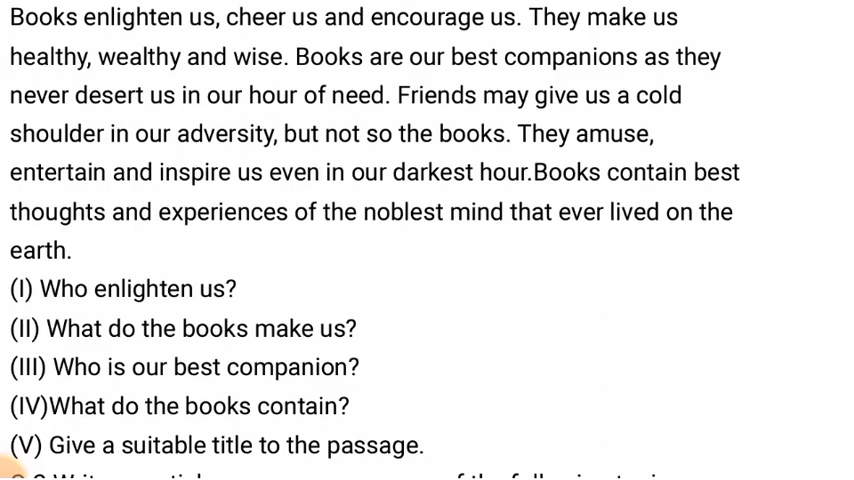 Books enlighten us, cheer us and encourage us. They make us
healthy, wealthy and wise. Books are our best companions as they
never desert us in our hour of need. Friends may give us a cold
shoulder in our adversity, but not so the books. They amuse,
entertain and inspire us even in our darkest hour.Books contain best
thoughts and experiences of the noblest mind that ever lived on the
earth.
(I) Who enlighten us?
(II) What do the books make us?
(III) Who is our best companion?
(IV)What do the books contain?
(V) Give a suitable title to the passage.